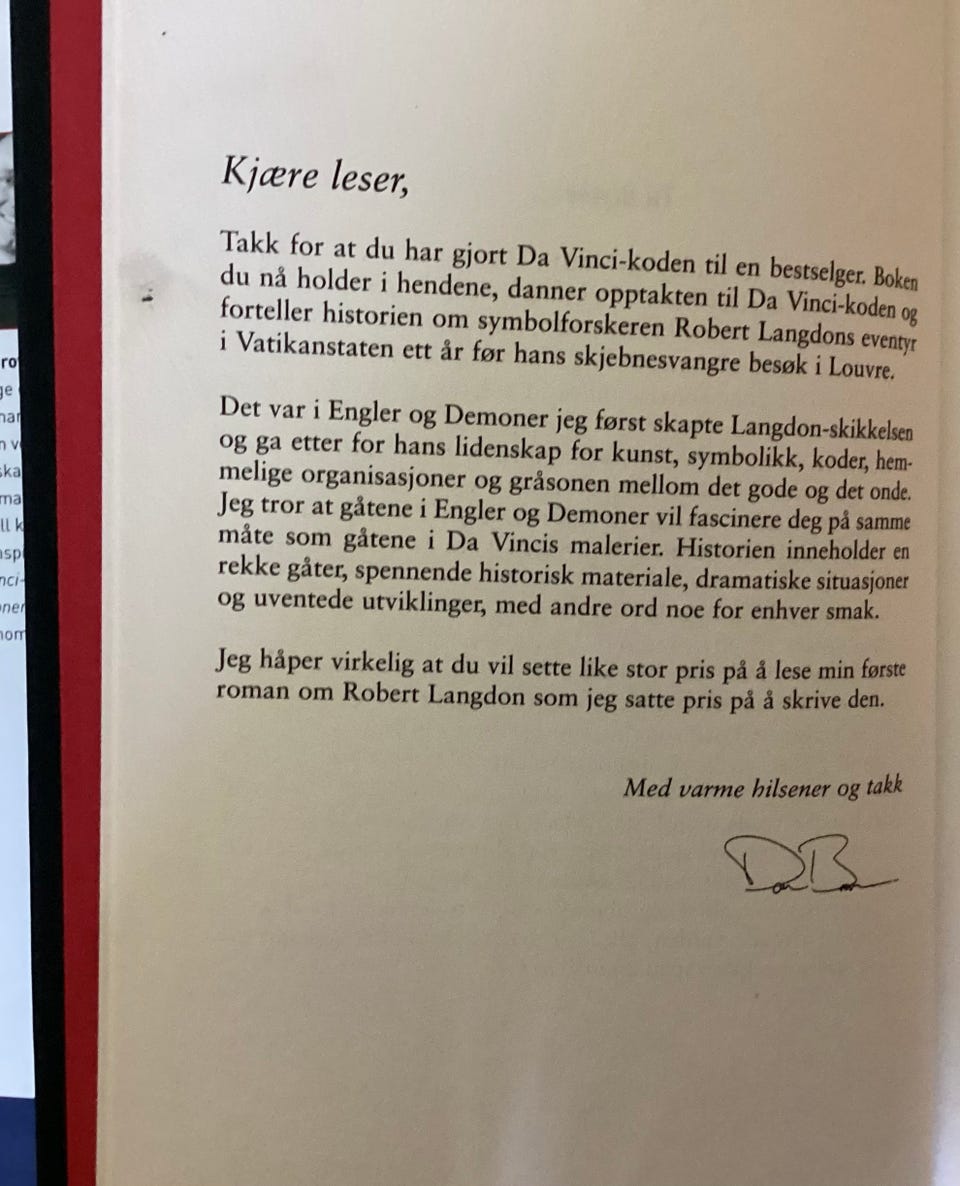 Kjære leser,
Takk for at du har gjort Da Vinci-koden til en bestselger. Boken
du nå holder i hendene, danner opptakten til Da Vinci-koden og
forteller historien om symbolforskeren Robert Langdons eventyr
i Vatikanstaten ett år før hans skjebnesvangre besøk i Louvre.
Det var i Engler og Demoner jeg først skapte Langdon-skikkelsen
og ga etter for hans lidenskap for kunst, symbolikk, koder, hem-
melige organisasjoner og gråsonen mellom det gode og det onde.
Jeg tror at gåtene i Engler og Demoner vil fascinere deg på samme
måte som gåtene i Da Vincis malerier. Historien inneholder en
rekke gåter, spennende historisk materiale, dramatiske situasjoner
og uventede utviklinger, med andre ord noe for enhver smak.
Jeg håper virkelig at du vil sette like stor pris på å lese min første
roman om Robert Langdon som jeg satte pris på å skrive den.
Med varme hilsener og takk